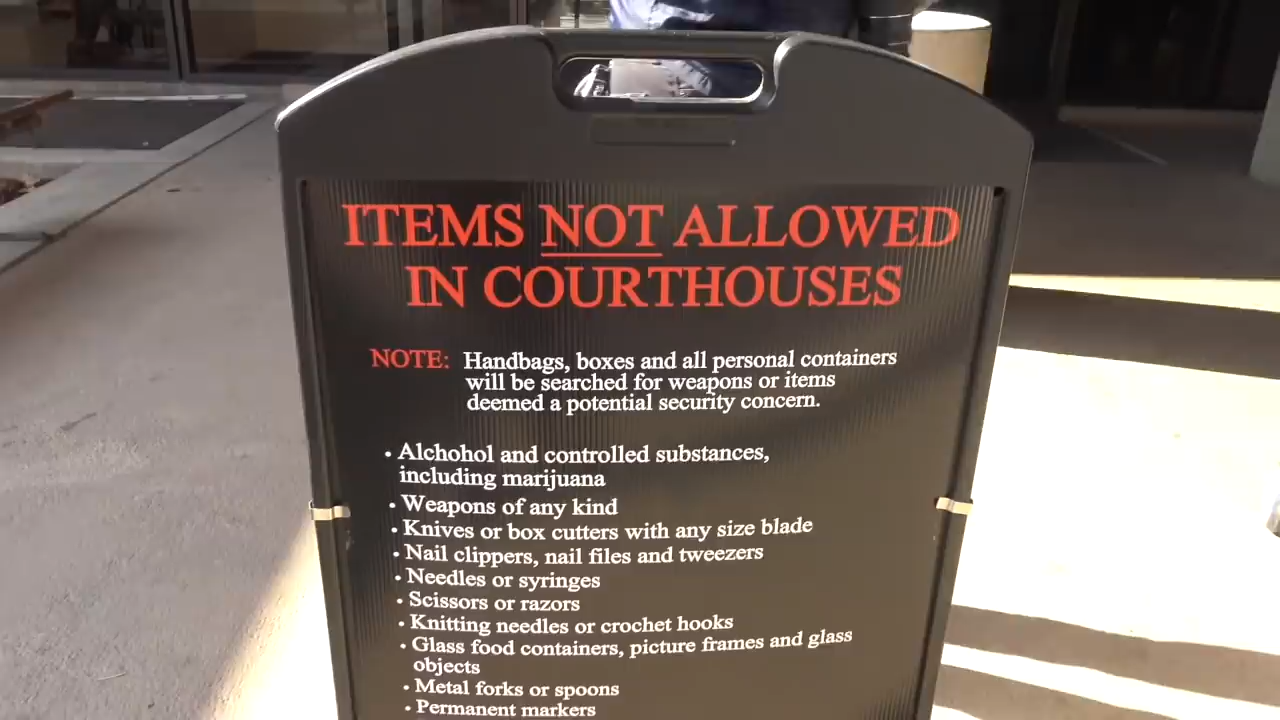 ITEMS NOT ALLOWED
IN COURTHOUSES
NOTE: Handbags, boxes and all personal containers
will be searched for weapons or items
deemed a potential security concern.
• Alchohol and controlled substances,
including marijuana
• Weapons of any kind
• Knives or box cutters with any size blade
• Nail clippers, nail files and tweezers
• Needles or syringes
• Scissors or razors
• Knitting needles or crochet hooks
• Glass food containers, picture frames and glass
objects
• Metal forks or spoons
• Permanent markers